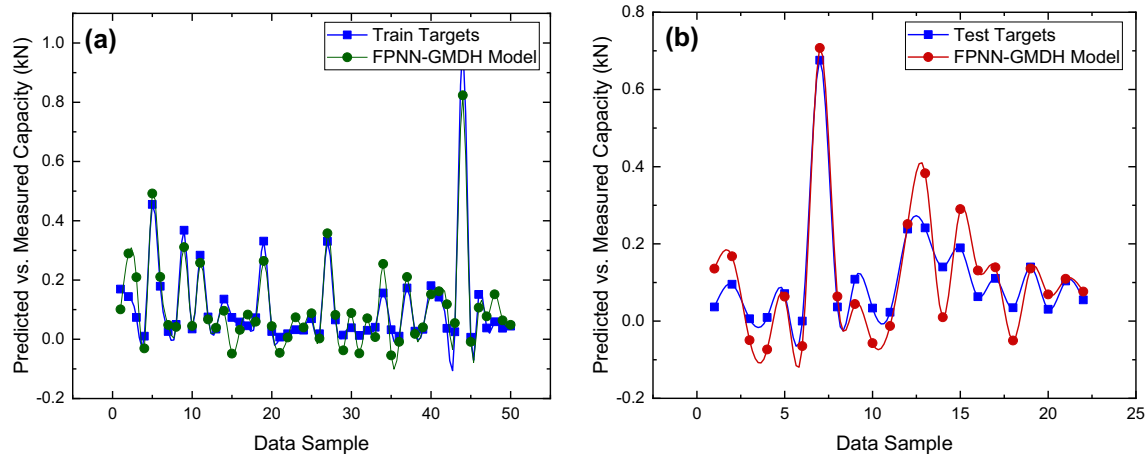 (a)
Train Targets
FPNN-GMDH Model
Predicted vs. Measured Capacity (kN)
1.0
0.8
0.6
0.4
0.2
0.0
-0.2
0 10 20 30 40 50
Data Sample
(b)
Test Targets
FPNN-GMDH Model
Predicted vs. Measured Capacity (kN)
0.8
0.6
0.4
0.2
0.0
-0.2
0 5 10 15 20 25
Data Sample